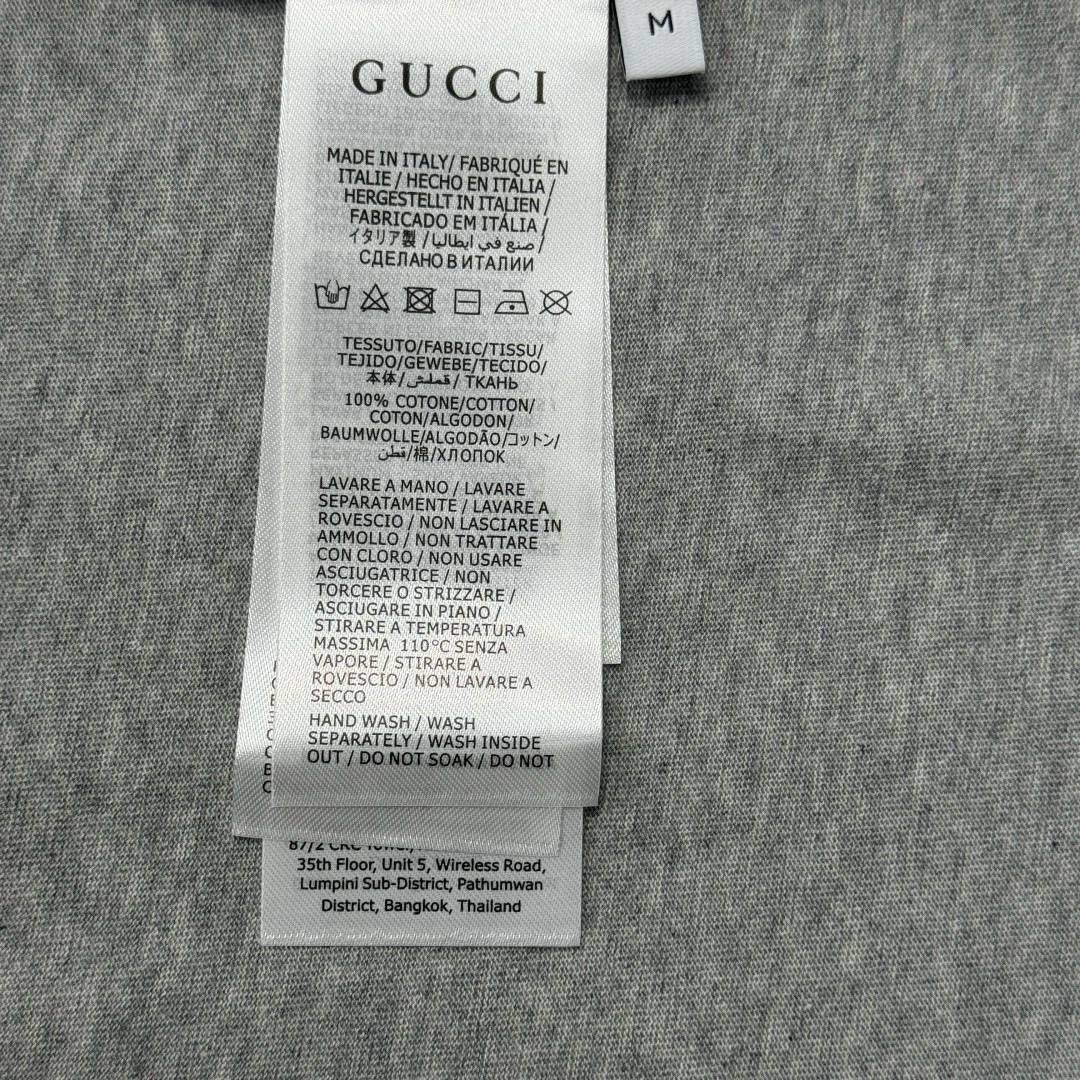 M
GUCCI
MADE IN ITALY/ FABRIQUÉ EN
ITALIE / HECHO EN ITALIA /
HERGESTELLT IN ITALIEN /
FABRICADO EM ITÁLIA /
イタリア製 / صنع في ايطاليا /
СДЕЛАНО В ИТАЛИИ
TESSUTO/FABRIC/TISSU/
TEJIDO/GEWEBE/TECIDO/
本体/قملش/ ТКАНЬ
100% COTONE/COTTON/
COTON/ALGODON/
BAUMWOLLE/ALGODÃO/コットン/
قطن/棉/ХЛОПОК
LAVARE A MANO / LAVARE
SEPARATAMENTE / LAVARE A
ROVESCIO / NON LASCIARE IN
AMMOLLO / NON TRATTARE
CON CLORO / NON USARE
ASCIUGATRICE / NON
TORCERE O STRIZZARE /
ASCIUGARE IN PIANO /
STIRARE A TEMPERATURA
MASSIMA 110°C SENZA
VAPORE / STIRARE A
ROVESCIO / NON LAVARE A
SECCO
HAND WASH / WASH
SEPARATELY / WASH INSIDE
OUT / DO NOT SOAK / DO NOT
87/2 CRC Tower,
35th Floor, Unit 5, Wireless Road,
Lumpini Sub-District, Pathumwan
District, Bangkok, Thailand